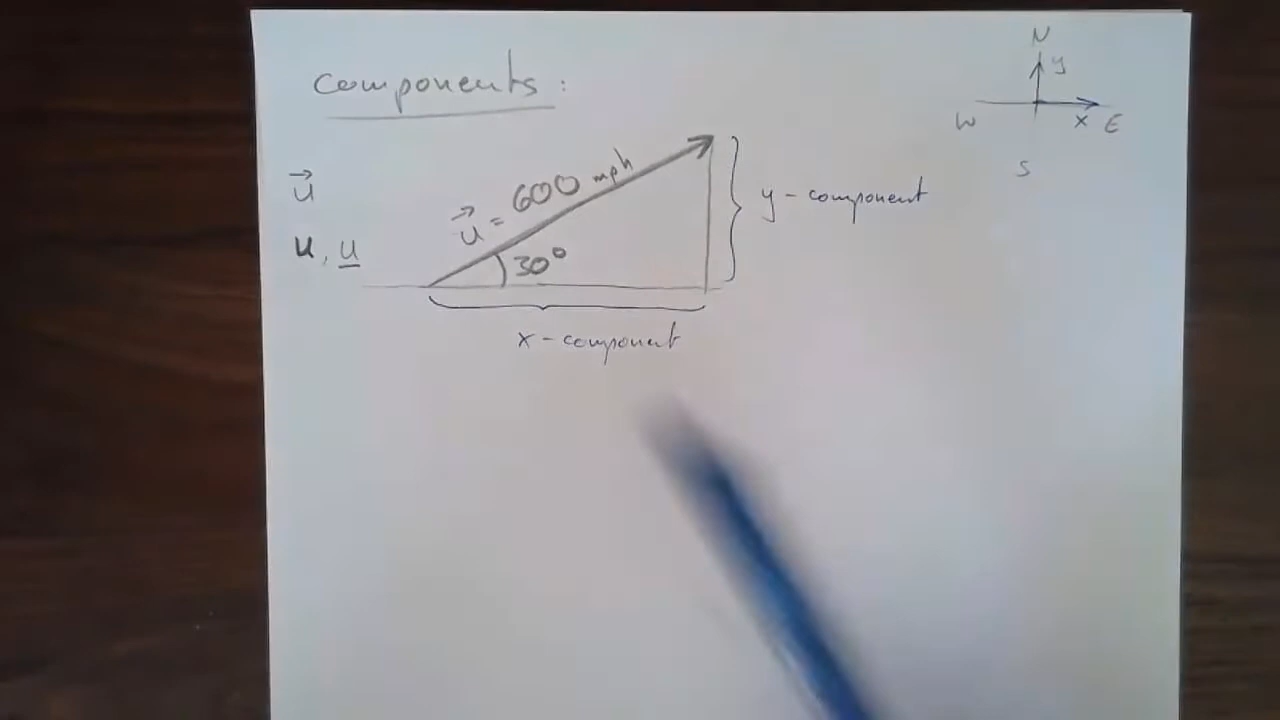 components:
N
y
W
x E
S
u⃗
u, u
u⃗ = 600 mph
30°
y-component
x-component